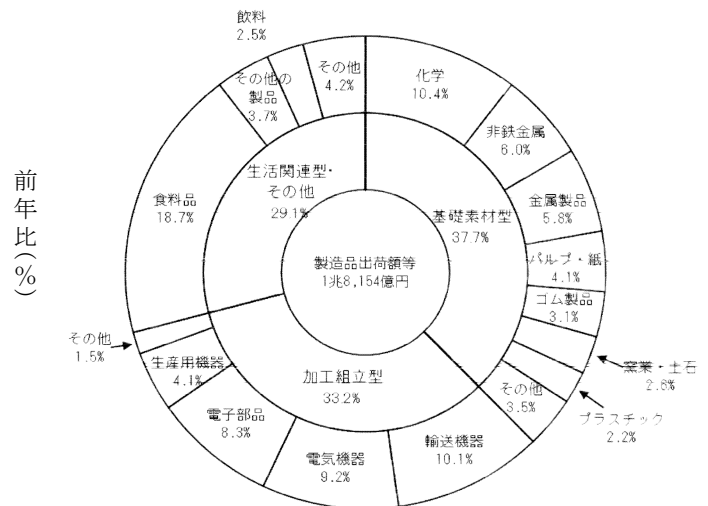 前年比(%)
飲料
2.5%
その他
4.2%
化学
10.4%
その他の
製品
3.7%
非鉄金属
6.0%
生活関連型・
その他
29.1%
食料品
18.7%
金属製品
5.8%
基礎素材型
37.7%
製造品出荷額等
1兆8,154億円
パルプ・紙
4.1%
ゴム製品
3.1%
その他
1.5%
生産用機器
4.1%
加工組立型
33.2%
窯業・土石
2.6%
その他
3.5%
プラスチック
2.2%
電子部品
8.3%
電気機器
9.2%
輸送機器
10.1%